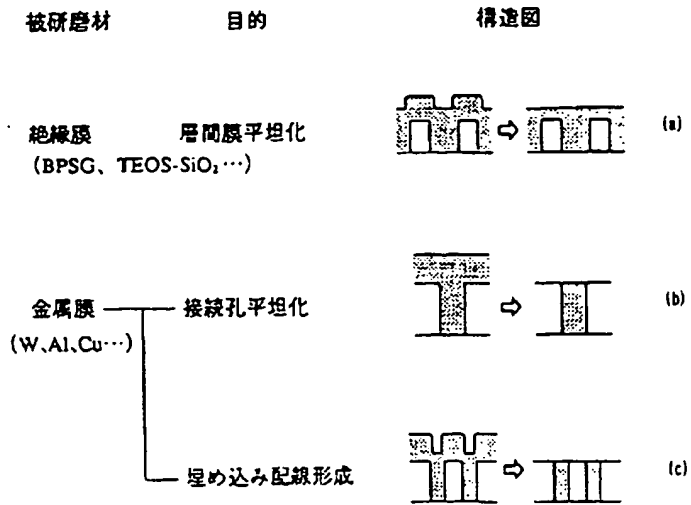 被研磨材 目的 構造図
絶縁膜 層間膜平坦化 (a)
(BPSG、TEOS-SiO₂…)
金属膜 接続孔平坦化 (b)
(W、Al、Cu…)
埋め込み配線形成 (c)